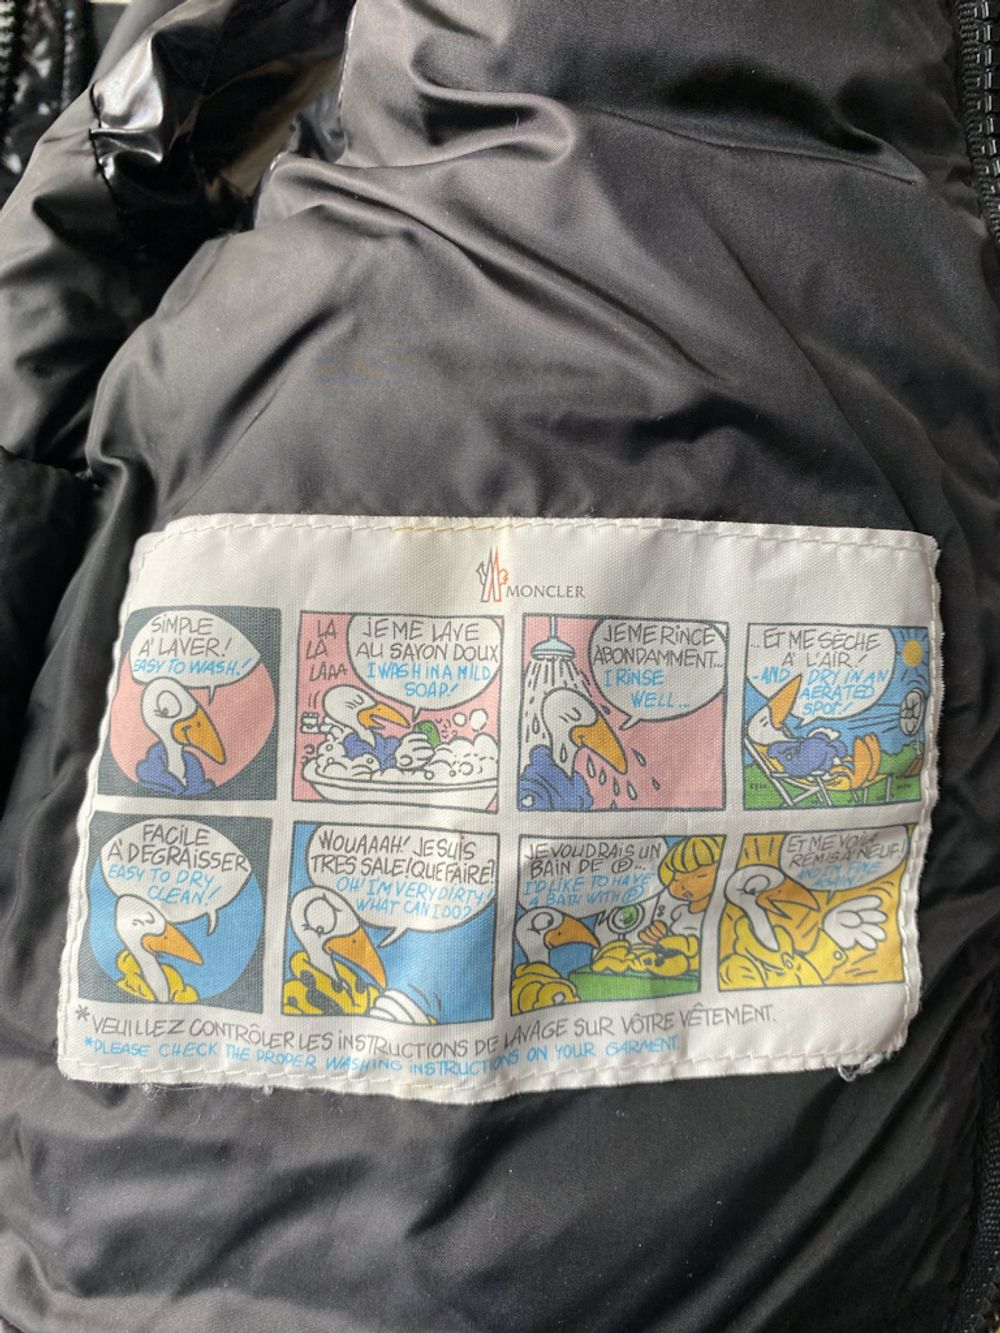 MONCLER
SIMPLE
A' LAVER!
EASY TO WASH!
LA
LA
LAAA
JE ME LAVE
AU SAVON DOUX
I WASH IN A MILD
SOAP!
JE ME RINCE
ABONDAMMENT...
I RINSE
WELL...
...ET ME SÈCHE
A' L'AIR!
-AND DRY IN AN
AERATED
SPOT!
FACILE
A' DEGRAISSER
EASY TO DRY
CLEAN!
WOUAAAH! JE SUIS
TRES SALE! QUE FAIRE?
OH! I'M VERY DIRTY!
WHAT CAN I DO?
JE VOUDRAIS UN
BAIN DE Ⓟ...
I'D LIKE TO HAVE
A BATH WITH Ⓟ
ET ME VOILA
REMIS A NEUF!
AND I'M FINE
AGAIN!
*VEUILLEZ CONTRÔLER LES INSTRUCTIONS DE LAVAGE SUR VÔTRE VÊTEMENT.
*PLEASE CHECK THE PROPER WASHING INSTRUCTIONS ON YOUR GARMENT.